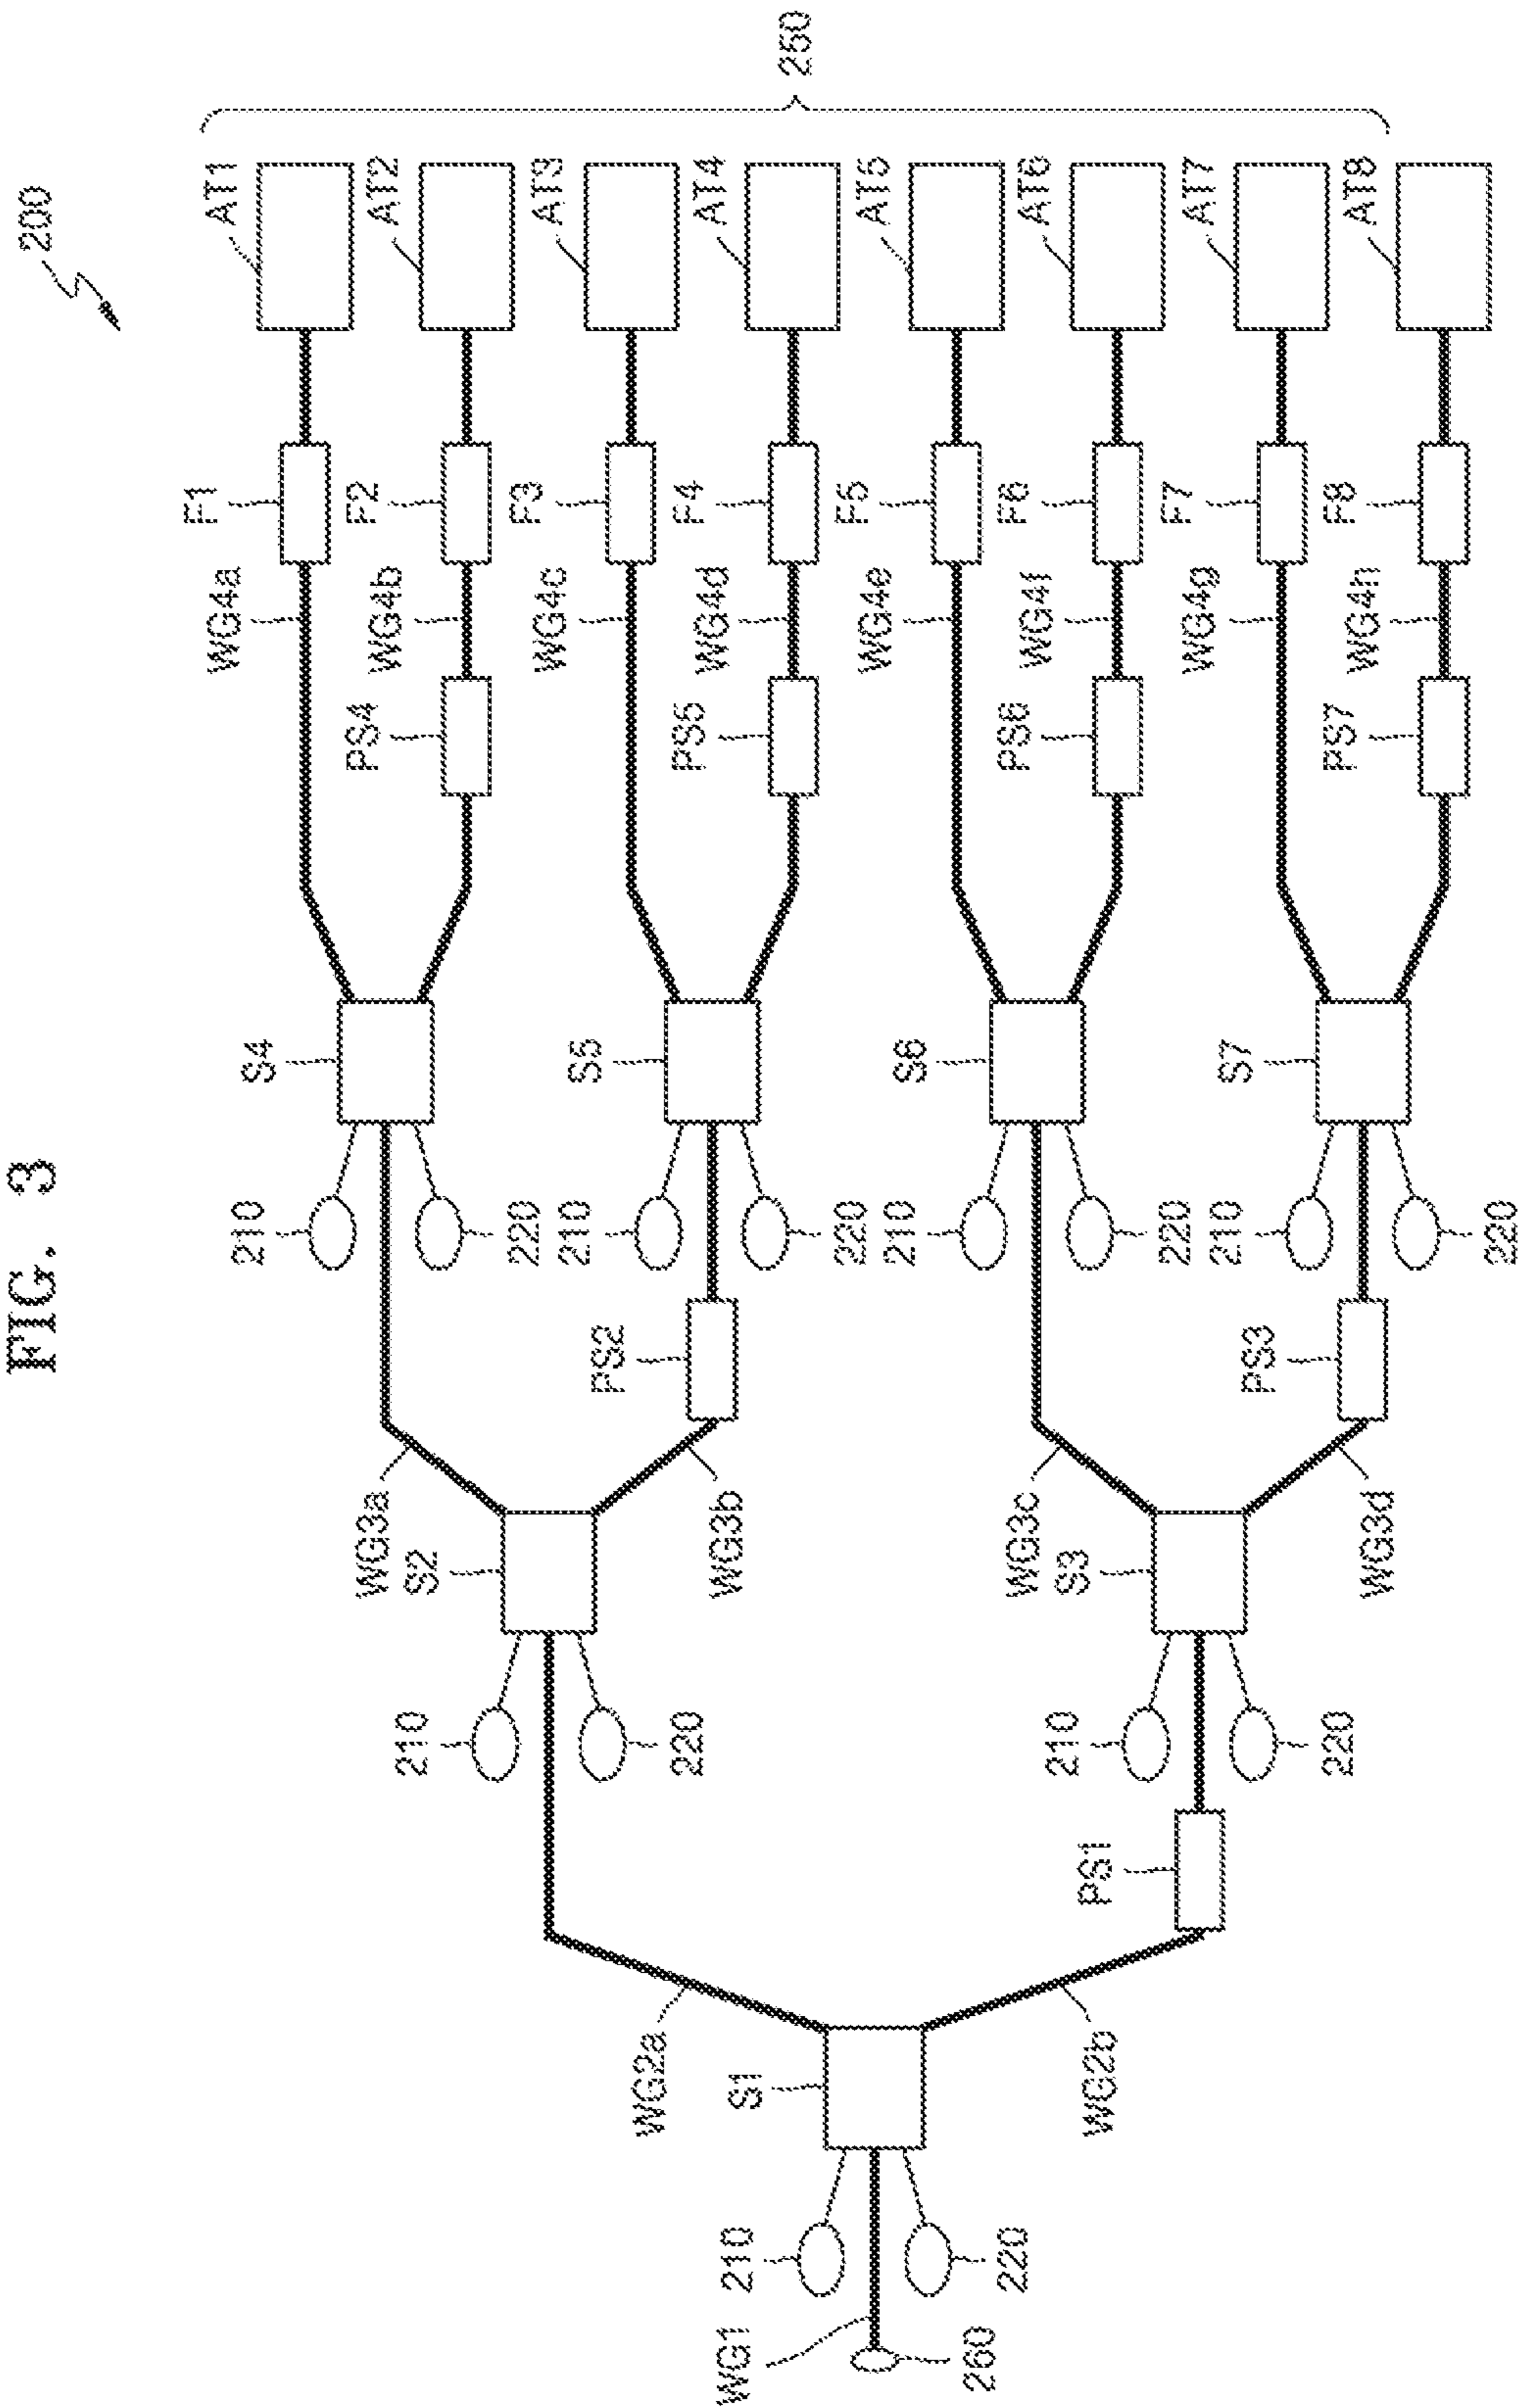 FIG. 3
200
F1
AT1
WG4a
210
S4
PS4
F2
AT2
WG3a
WG4b
210
S2
220
F3
AT3
WG4c
210
S5
PS2
WG2a
220
PS5
F4
AT4
WG4d
WG3b
WG1
210
S1
250
220
F5
AT5
WG4e
210
S6
260
220
WG3c
PS6
F6
AT6
WG4f
210
S3
PS1
WG2b
220
F7
AT7
WG4g
210
S7
PS3
220
PS7
F8
AT8
WG4h
WG3d
220